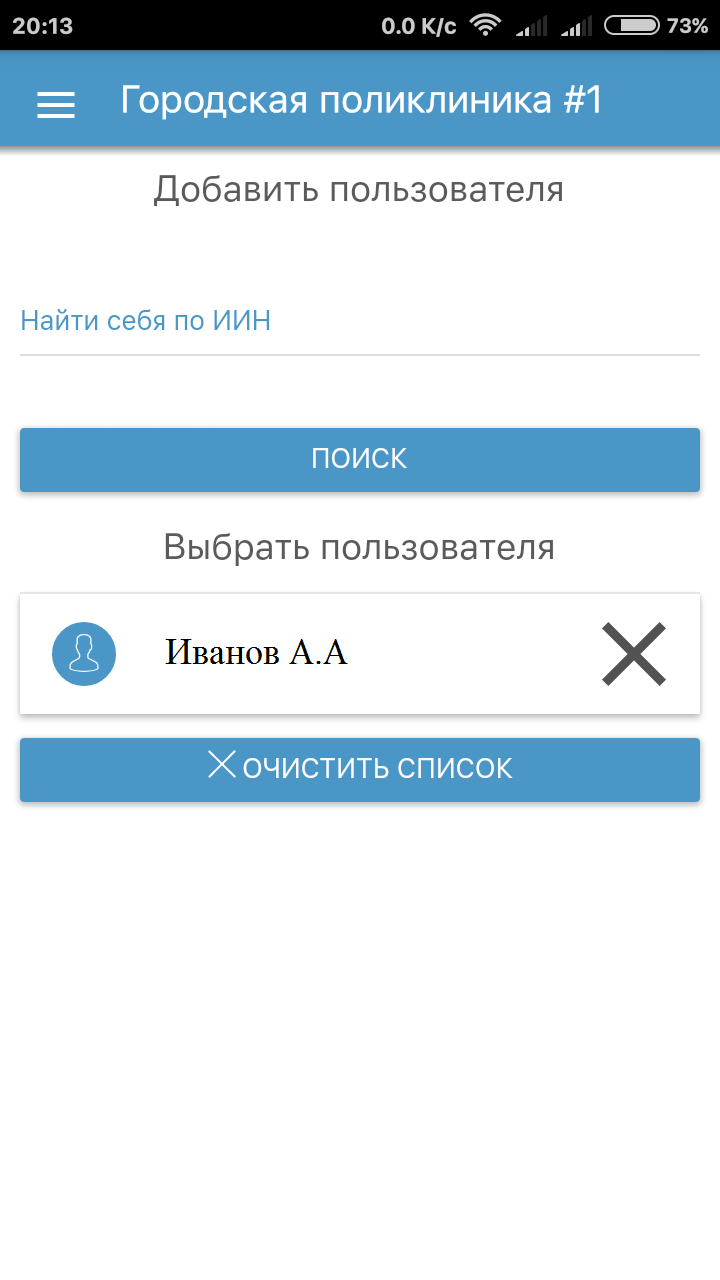 20:13 0.0 K/c 73%
Городская поликлиника #1
Добавить пользователя
Найти себя по ИИН
ПОИСК
Выбрать пользователя
Иванов А.А
ОЧИСТИТЬ СПИСОК